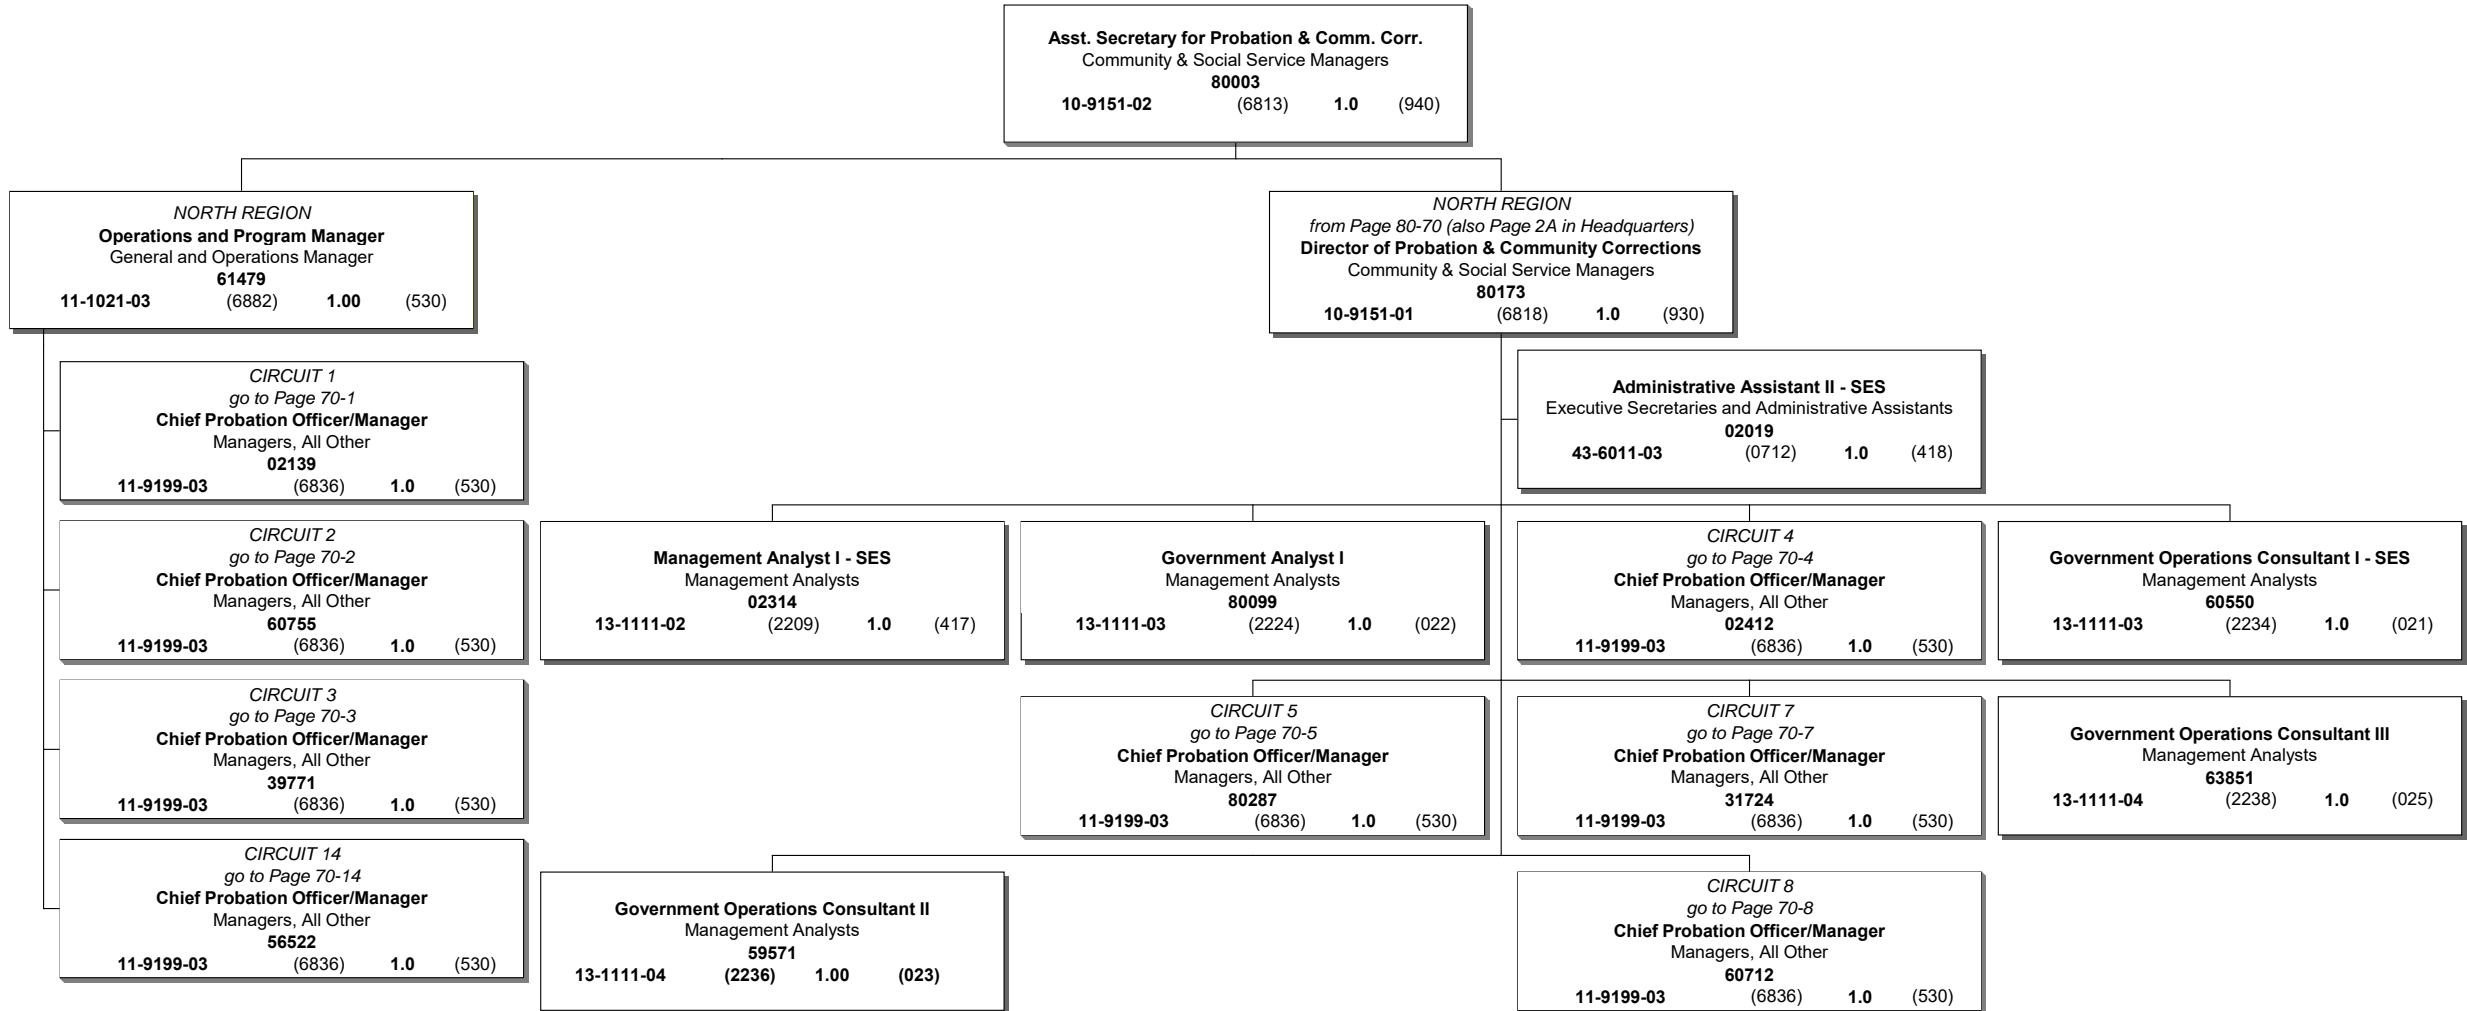 Asst. Secretary for Probation & Comm. Corr.
Community & Social Service Managers
80003
10-9151-02 (6813) 1.0 (940)
NORTH REGION
Operations and Program Manager
General and Operations Manager
61479
11-1021-03 (6882) 1.00 (530)
NORTH REGION
from Page 80-70 (also Page 2A in Headquarters)
Director of Probation & Community Corrections
Community & Social Service Managers
80173
10-9151-01 (6818) 1.0 (930)
CIRCUIT 1
go to Page 70-1
Chief Probation Officer/Manager
Managers, All Other
02139
11-9199-03 (6836) 1.0 (530)
Administrative Assistant II - SES
Executive Secretaries and Administrative Assistants
02019
43-6011-03 (0712) 1.0 (418)
CIRCUIT 2
go to Page 70-2
Chief Probation Officer/Manager
Managers, All Other
60755
11-9199-03 (6836) 1.0 (530)
Management Analyst I - SES
Management Analysts
02314
13-1111-02 (2209) 1.0 (417)
Government Analyst I
Management Analysts
80099
13-1111-03 (2224) 1.0 (022)
CIRCUIT 4
go to Page 70-4
Chief Probation Officer/Manager
Managers, All Other
02412
11-9199-03 (6836) 1.0 (530)
Government Operations Consultant I - SES
Management Analysts
60550
13-1111-03 (2234) 1.0 (021)
CIRCUIT 3
go to Page 70-3
Chief Probation Officer/Manager
Managers, All Other
39771
11-9199-03 (6836) 1.0 (530)
CIRCUIT 5
go to Page 70-5
Chief Probation Officer/Manager
Managers, All Other
80287
11-9199-03 (6836) 1.0 (530)
CIRCUIT 7
go to Page 70-7
Chief Probation Officer/Manager
Managers, All Other
31724
11-9199-03 (6836) 1.0 (530)
Government Operations Consultant III
Management Analysts
63851
13-1111-04 (2238) 1.0 (025)
CIRCUIT 14
go to Page 70-14
Chief Probation Officer/Manager
Managers, All Other
56522
11-9199-03 (6836) 1.0 (530)
Government Operations Consultant II
Management Analysts
59571
13-1111-04 (2236) 1.00 (023)
CIRCUIT 8
go to Page 70-8
Chief Probation Officer/Manager
Managers, All Other
60712
11-9199-03 (6836) 1.0 (530)